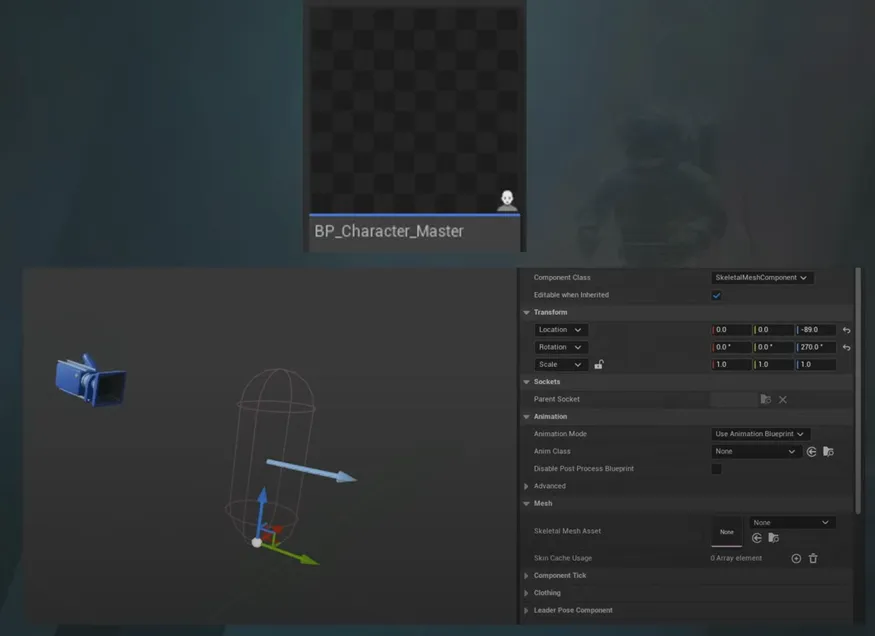 BP_Character_Master
Component Class SkeletalMeshComponent
Editable when Inherited
Transform
Location 0.0 0.0 -89.0
Rotation 0.0 ° 0.0 ° 270.0 °
Scale 1.0 1.0 1.0
Sockets
Parent Socket
Animation
Animation Mode Use Animation Blueprint
Anim Class None
Disable Post Process Blueprint
Advanced
Mesh
Skeletal Mesh Asset None None
Skin Cache Usage 0 Array element
Component Tick
Clothing
Leader Pose Component